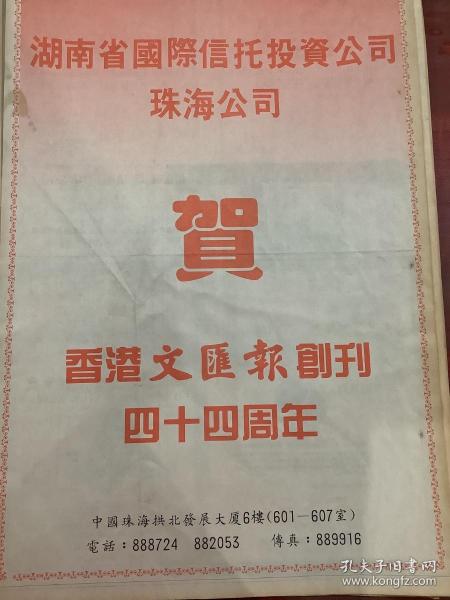 湖南省國際信托投資公司
珠海公司
賀
香港文匯報創刊
四十四周年
中國珠海拱北發展大厦6樓(601—607室)
電話：888724 882053 傳真：889916
孔夫子旧书网
www.kongfz.com